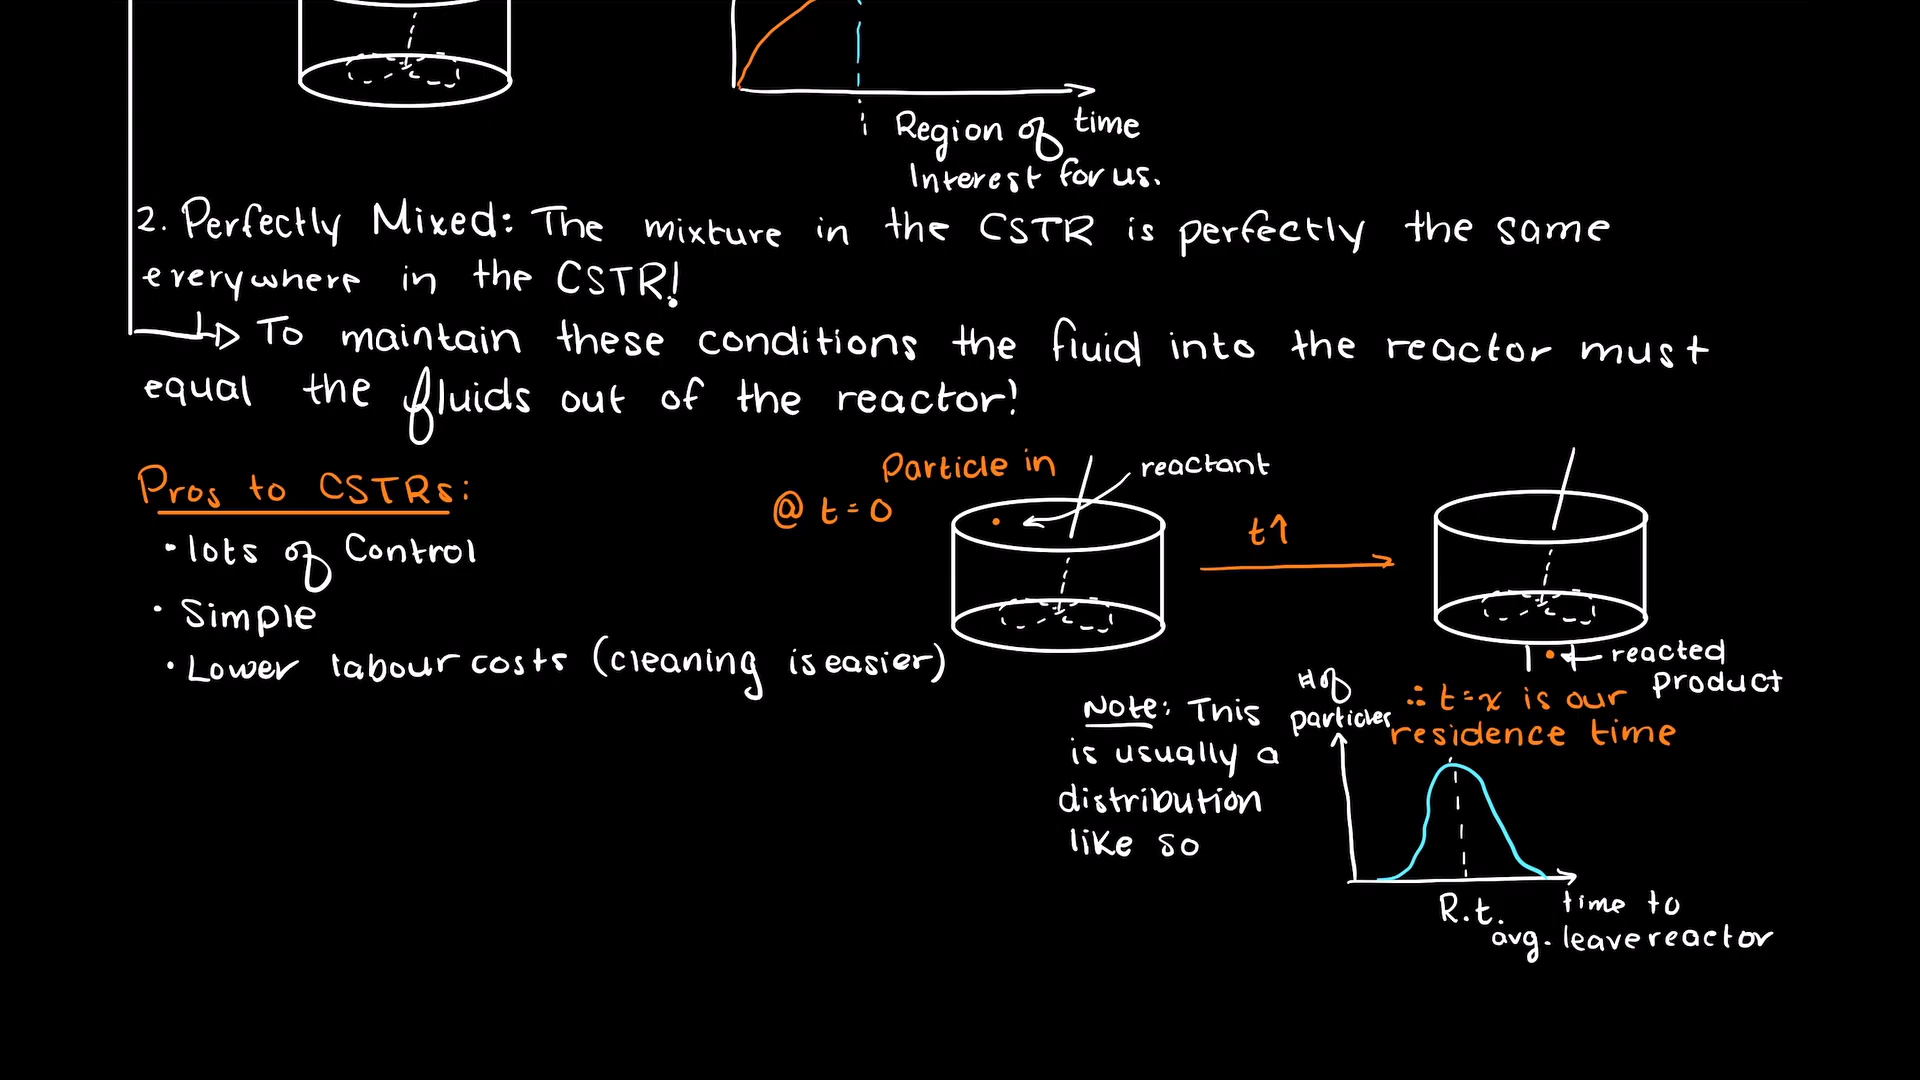 time
Region of
Interest for us.
2. Perfectly Mixed: The mixture in the CSTR is perfectly the same
everywhere in the CSTR!
To maintain these conditions the fluid into the reactor must
equal the fluids out of the reactor!
Pros to CSTRs:
• lots of Control
• Simple
• Lower labour costs (cleaning is easier)
Particle in
@ t = 0
reactant
t↑
reacted
product
∴ t = x is our
residence time
Note: This
is usually a
distribution
like so
# of
particles
R.t.
avg.
time to
leave reactor